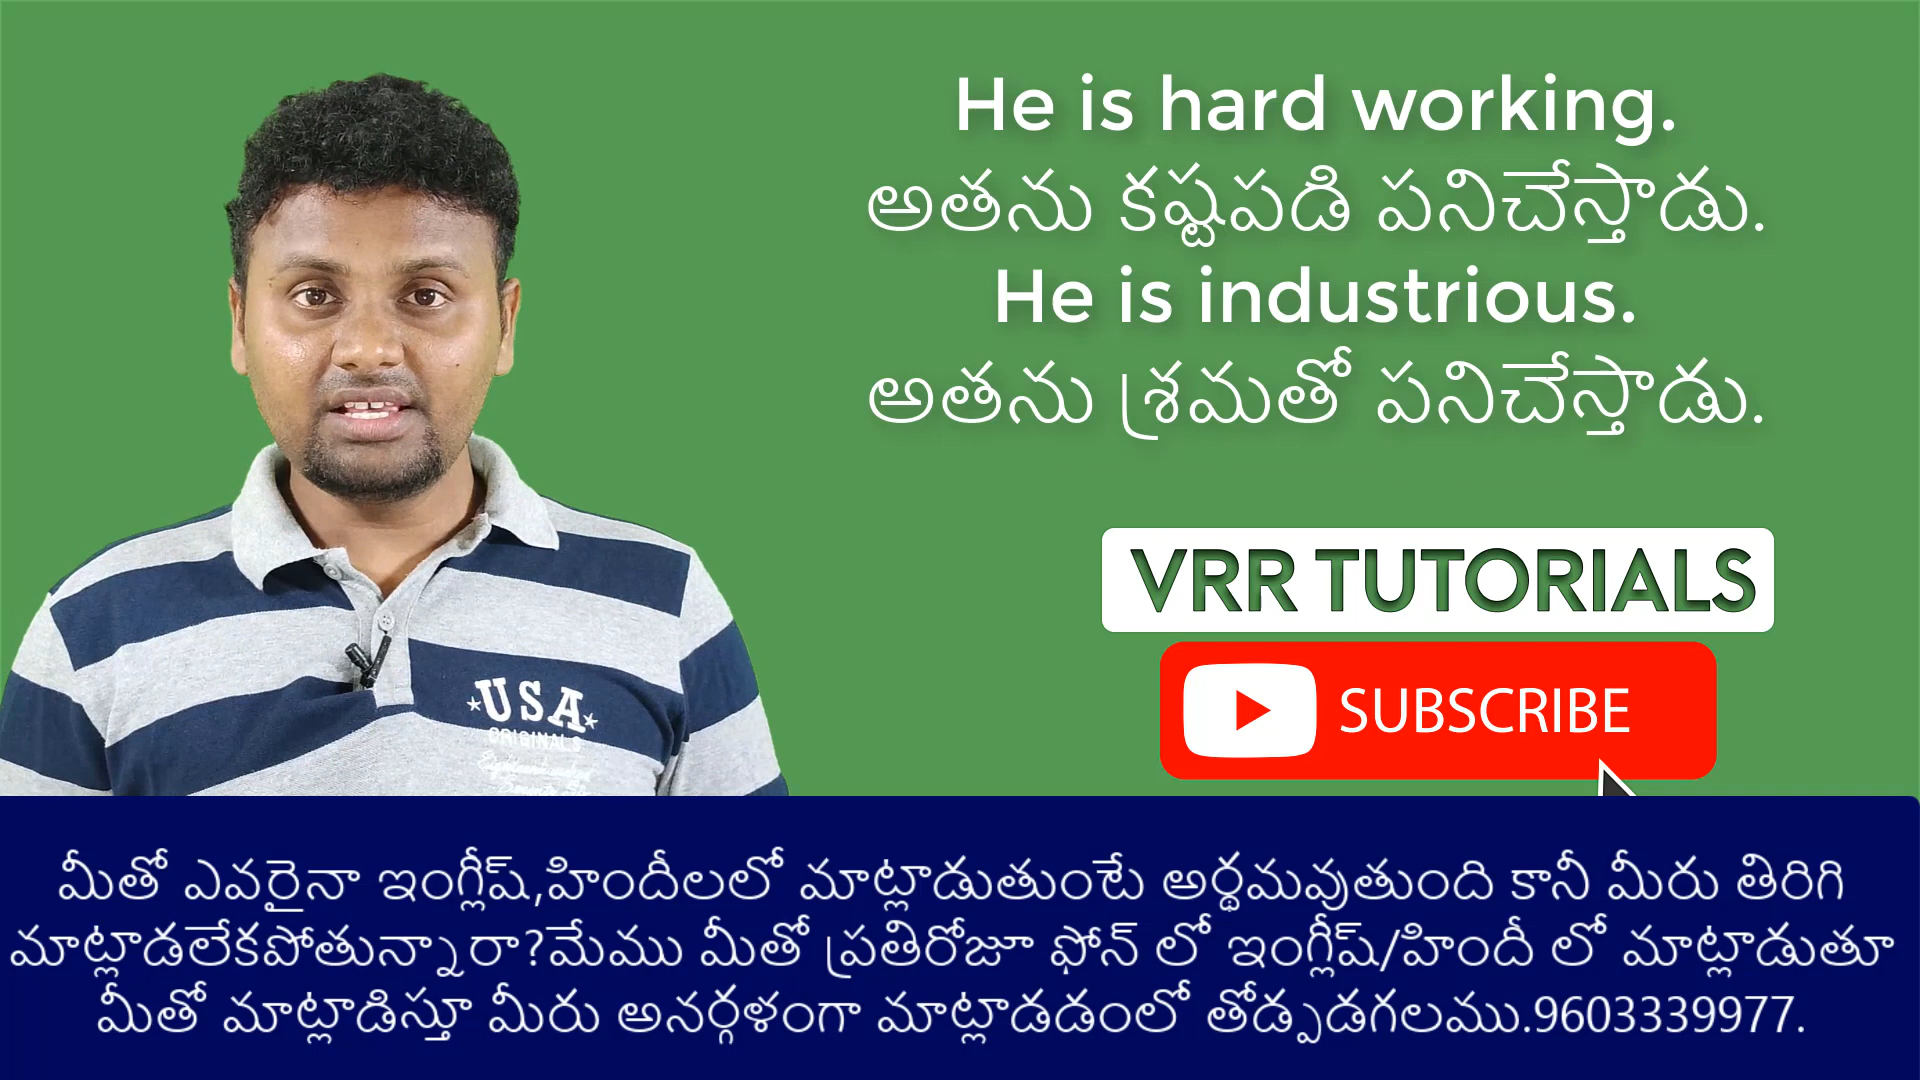 He is hard working.
అతను కష్టపడి పనిచేస్తాడు.
He is industrious.
అతను శ్రమతో పనిచేస్తాడు.
VRR TUTORIALS
SUBSCRIBE
USA
ORIGINALS
మీతో ఎవరైనా ఇంగ్లీష్,హిందీలలో మాట్లాడుతుంటే అర్థమవుతుంది కానీ మీరు తిరిగి
మాట్లాడలేకపోతున్నారా?మేము మీతో ప్రతిరోజూ ఫోన్ లో ఇంగ్లీష్/హిందీ లో మాట్లాడుతూ
మీతో మాట్లాడిస్తూ మీరు అనర్గళంగా మాట్లాడడంలో తోడ్పడగలము.9603339977.